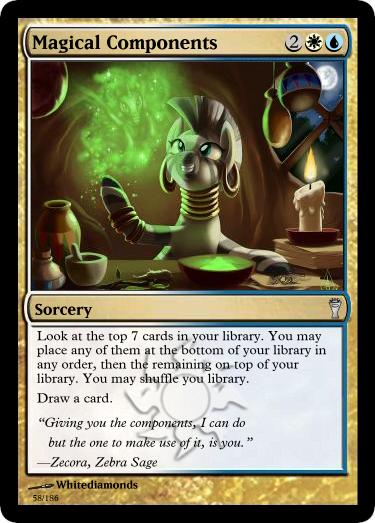 Magical Components 2
Sorcery
Look at the top 7 cards in your library. You may
place any of them at the bottom of your library in
any order, then the remaining on top of your
library. You may shuffle you library.
Draw a card.
“Giving you the components, I can do
but the one to make use of it, is you.”
—Zecora, Zebra Sage
Whitediamonds
58/186